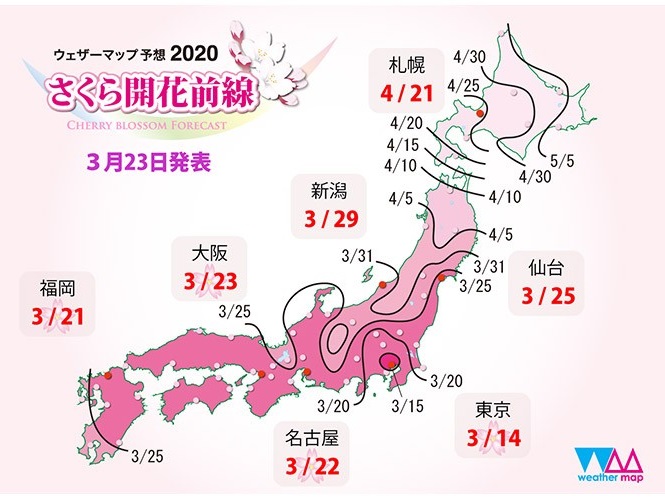 ウェザーマップ予想 2020
さくら開花前線
CHERRY BLOSSOM FORECAST
3月23日発表
札幌
4/21
4/30
4/25
4/20
4/15
4/10
5/5
4/30
4/10
新潟
3/29
4/5
4/5
3/31
3/31
3/25
仙台
3/25
大阪
3/23
福岡
3/21
3/25
3/25
3/20
3/20
3/15
名古屋
3/22
東京
3/14
weather map